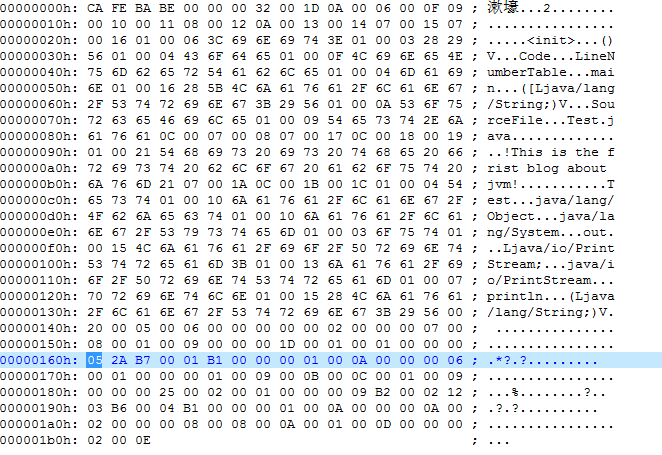 00000000h: CA FE BA BE 00 00 00 32 00 1D 0A 00 06 00 0F 09 ; 漱壕...2........
00000010h: 00 10 00 11 08 00 12 0A 00 13 00 14 07 00 15 07 ; ................
00000020h: 00 16 01 00 06 3C 69 6E 69 74 3E 01 00 03 28 29 ; .....<init>...()
00000030h: 56 01 00 04 43 6F 64 65 01 00 0F 4C 69 6E 65 4E ; V...Code...LineN
00000040h: 75 6D 62 65 72 54 61 62 6C 65 01 00 04 6D 61 69 ; umberTable...mai
00000050h: 6E 01 00 16 28 5B 4C 6A 61 76 61 2F 6C 61 6E 67 ; n...([Ljava/lang
00000060h: 2F 53 74 72 69 6E 67 3B 29 56 01 00 0A 53 6F 75 ; /String;)V...Sou
00000070h: 72 63 65 46 69 6C 65 01 00 09 54 65 73 74 2E 6A ; rceFile...Test.j
00000080h: 61 76 61 0C 00 07 00 08 07 00 17 0C 00 18 00 19 ; ava.............
00000090h: 01 00 21 54 68 69 73 20 69 73 20 74 68 65 20 66 ; ..!This is the f
000000a0h: 72 69 73 74 20 62 6C 6F 67 20 61 62 6F 75 74 20 ; rist blog about
000000b0h: 6A 76 6D 21 07 00 1A 0C 00 1B 00 1C 01 00 04 54 ; jvm!...........T
000000c0h: 65 73 74 01 00 10 6A 61 76 61 2F 6C 61 6E 67 2F ; est...java/lang/
000000d0h: 4F 62 6A 65 63 74 01 00 10 6A 61 76 61 2F 6C 61 ; Object...java/la
000000e0h: 6E 67 2F 53 79 73 74 65 6D 01 00 03 6F 75 74 01 ; ng/System...out.
000000f0h: 00 15 4C 6A 61 76 61 2F 69 6F 2F 50 72 69 6E 74 ; ..Ljava/io/Print
00000100h: 53 74 72 65 61 6D 3B 01 00 13 6A 61 76 61 2F 69 ; Stream;...java/i
00000110h: 6F 2F 50 72 69 6E 74 53 74 72 65 61 6D 01 00 07 ; o/PrintStream...
00000120h: 70 72 69 6E 74 6C 6E 01 00 15 28 4C 6A 61 76 61 ; println...(Ljava
00000130h: 2F 6C 61 6E 67 2F 53 74 72 69 6E 67 3B 29 56 00 ; /lang/String;)V.
00000140h: 20 00 05 00 06 00 00 00 00 00 02 00 00 00 07 00 ;  ...............
00000150h: 08 00 01 00 09 00 00 00 1D 00 01 00 01 00 00 00 ; ................
00000160h: 05 2A B7 00 01 B1 00 00 00 01 00 0A 00 00 00 06 ; .*?.?.........
00000170h: 00 01 00 00 00 01 00 09 00 0B 00 0C 00 01 00 09 ; ................
00000180h: 00 00 00 25 00 02 00 01 00 00 00 09 B2 00 02 12 ; ...%........?..
00000190h: 03 B6 00 04 B1 00 00 00 01 00 0A 00 00 00 0A 00 ; .?.?..........
000001a0h: 02 00 00 00 08 00 08 00 0A 00 01 00 0D 00 00 00 ; ................
000001b0h: 02 00 0E ; ...